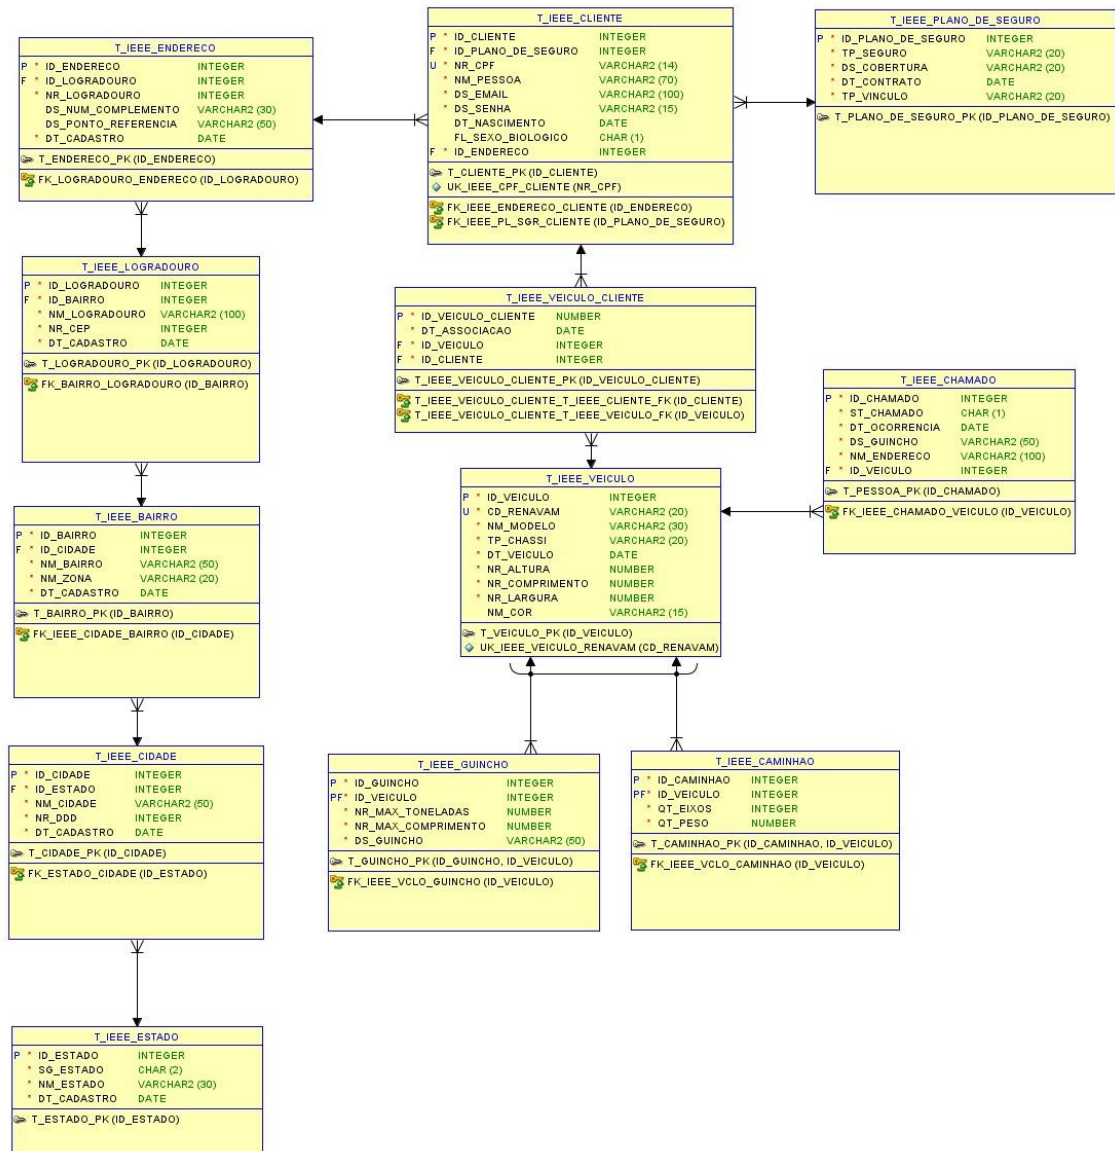 T_IEEE_ENDERECO
P * ID_ENDERECO INTEGER
F * ID_LOGRADOURO INTEGER
* NR_LOGRADOURO INTEGER
DS_NUM_COMPLEMENTO VARCHAR2 (30)
DS_PONTO_REFERENCIA VARCHAR2 (50)
* DT_CADASTRO DATE
T_ENDERECO_PK (ID_ENDERECO)
FK_LOGRADOURO_ENDERECO (ID_LOGRADOURO)
T_IEEE_CLIENTE
P * ID_CLIENTE INTEGER
F * ID_PLANO_DE_SEGURO INTEGER
U * NR_CPF VARCHAR2 (14)
* NM_PESSOA VARCHAR2 (70)
* DS_EMAIL VARCHAR2 (100)
* DS_SENHA VARCHAR2 (15)
DT_NASCIMENTO DATE
FL_SEXO_BIOLOGICO CHAR (1)
F * ID_ENDERECO INTEGER
T_CLIENTE_PK (ID_CLIENTE)
UK_IEEE_CPF_CLIENTE (NR_CPF)
FK_IEEE_ENDERECO_CLIENTE (ID_ENDERECO)
FK_IEEE_PL_SGR_CLIENTE (ID_PLANO_DE_SEGURO)
T_IEEE_PLANO_DE_SEGURO
P * ID_PLANO_DE_SEGURO INTEGER
* TP_SEGURO VARCHAR2 (20)
* DS_COBERTURA VARCHAR2 (20)
* DT_CONTRATO DATE
* TP_VINCULO VARCHAR2 (20)
T_PLANO_DE_SEGURO_PK (ID_PLANO_DE_SEGURO)
T_IEEE_LOGRADOURO
P * ID_LOGRADOURO INTEGER
F * ID_BAIRRO INTEGER
* NM_LOGRADOURO VARCHAR2 (100)
* NR_CEP INTEGER
* DT_CADASTRO DATE
T_LOGRADOURO_PK (ID_LOGRADOURO)
FK_BAIRRO_LOGRADOURO (ID_BAIRRO)
T_IEEE_VEICULO_CLIENTE
P * ID_VEICULO_CLIENTE NUMBER
* DT_ASSOCIACAO DATE
F * ID_VEICULO INTEGER
F * ID_CLIENTE INTEGER
T_IEEE_VEICULO_CLIENTE_PK (ID_VEICULO_CLIENTE)
T_IEEE_VEICULO_CLIENTE_T_IEEE_CLIENTE_FK (ID_CLIENTE)
T_IEEE_VEICULO_CLIENTE_T_IEEE_VEICULO_FK (ID_VEICULO)
T_IEEE_CHAMADO
P * ID_CHAMADO INTEGER
* ST_CHAMADO CHAR (1)
* DT_OCORRENCIA DATE
* DS_GUINCHO VARCHAR2 (50)
* NM_ENDERECO VARCHAR2 (100)
F * ID_VEICULO INTEGER
T_PESSOA_PK (ID_CHAMADO)
FK_IEEE_CHAMADO_VEICULO (ID_VEICULO)
T_IEEE_BAIRRO
P * ID_BAIRRO INTEGER
F * ID_CIDADE INTEGER
* NM_BAIRRO VARCHAR2 (50)
* NM_ZONA VARCHAR2 (20)
* DT_CADASTRO DATE
T_BAIRRO_PK (ID_BAIRRO)
FK_IEEE_CIDADE_BAIRRO (ID_CIDADE)
T_IEEE_VEICULO
P * ID_VEICULO INTEGER
U * CD_RENAVAM VARCHAR2 (20)
* NM_MODELO VARCHAR2 (30)
* TP_CHASSI VARCHAR2 (20)
* DT_VEICULO DATE
* NR_ALTURA NUMBER
* NR_COMPRIMENTO NUMBER
* NR_LARGURA NUMBER
NM_COR VARCHAR2 (15)
T_VEICULO_PK (ID_VEICULO)
UK_IEEE_VEICULO_RENAVAM (CD_RENAVAM)
T_IEEE_CIDADE
P * ID_CIDADE INTEGER
F * ID_ESTADO INTEGER
* NM_CIDADE VARCHAR2 (50)
* NR_DDD INTEGER
* DT_CADASTRO DATE
T_CIDADE_PK (ID_CIDADE)
FK_ESTADO_CIDADE (ID_ESTADO)
T_IEEE_GUINCHO
P * ID_GUINCHO INTEGER
PF* ID_VEICULO INTEGER
* NR_MAX_TONELADAS NUMBER
* NR_MAX_COMPRIMENTO NUMBER
* DS_GUINCHO VARCHAR2 (50)
T_GUINCHO_PK (ID_GUINCHO, ID_VEICULO)
FK_IEEE_VCLO_GUINCHO (ID_VEICULO)
T_IEEE_CAMINHAO
P * ID_CAMINHAO INTEGER
PF* ID_VEICULO INTEGER
* QT_EIXOS INTEGER
* QT_PESO NUMBER
T_CAMINHAO_PK (ID_CAMINHAO, ID_VEICULO)
FK_IEEE_VCLO_CAMINHAO (ID_VEICULO)
T_IEEE_ESTADO
P * ID_ESTADO INTEGER
* SG_ESTADO CHAR (2)
* NM_ESTADO VARCHAR2 (30)
* DT_CADASTRO DATE
T_ESTADO_PK (ID_ESTADO)